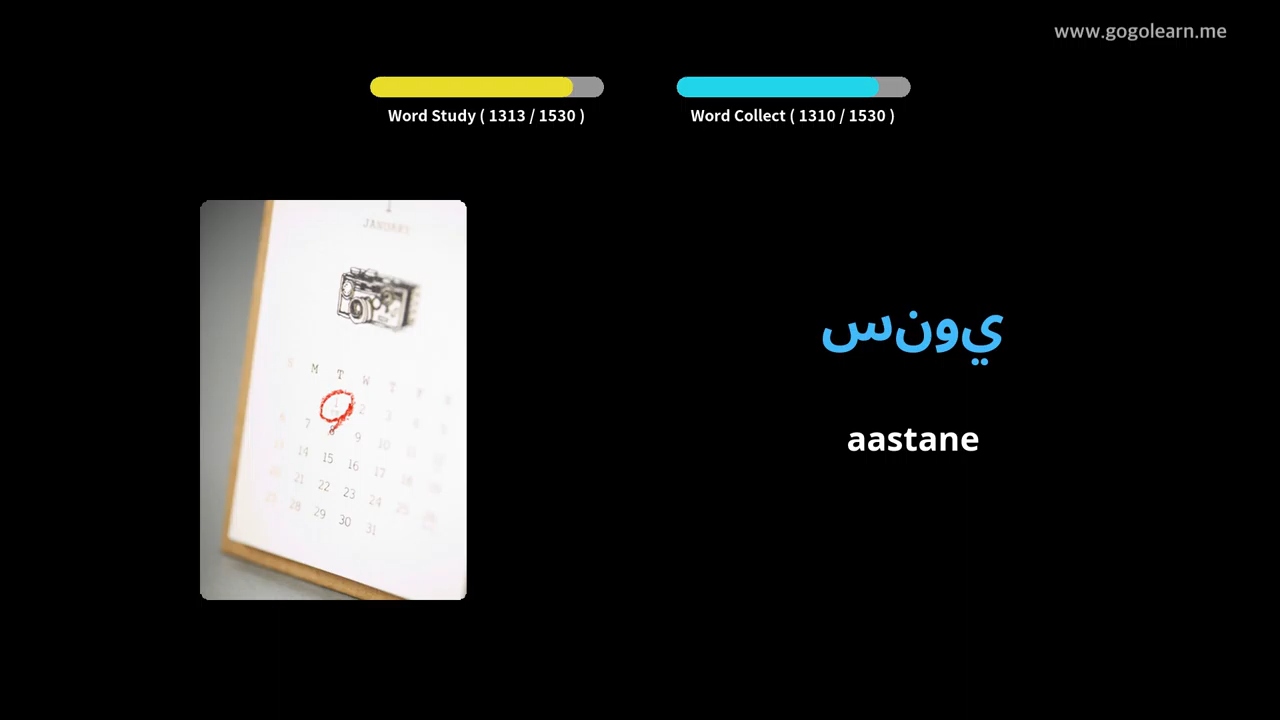 www.gogolearn.me
Word Study ( 1313 / 1530 )
Word Collect ( 1310 / 1530 )
1
JANUARY
S M T W T F S
1 2 3 4
6 7 8 9 10
14 15 16 17 18
21 22 23 24 25
28 29 30 31
سنوي
aastane